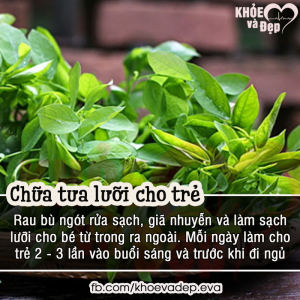 KHỎE
và ĐẸP
Chữa tưa lưỡi cho trẻ
Rau bù ngót rửa sạch, giã nhuyễn và làm sạch
lưỡi cho bé từ trong ra ngoài. Mỗi ngày làm cho
trẻ 2 - 3 lần vào buổi sáng và trước khi đi ngủ
fb.com/khoevadep.eva